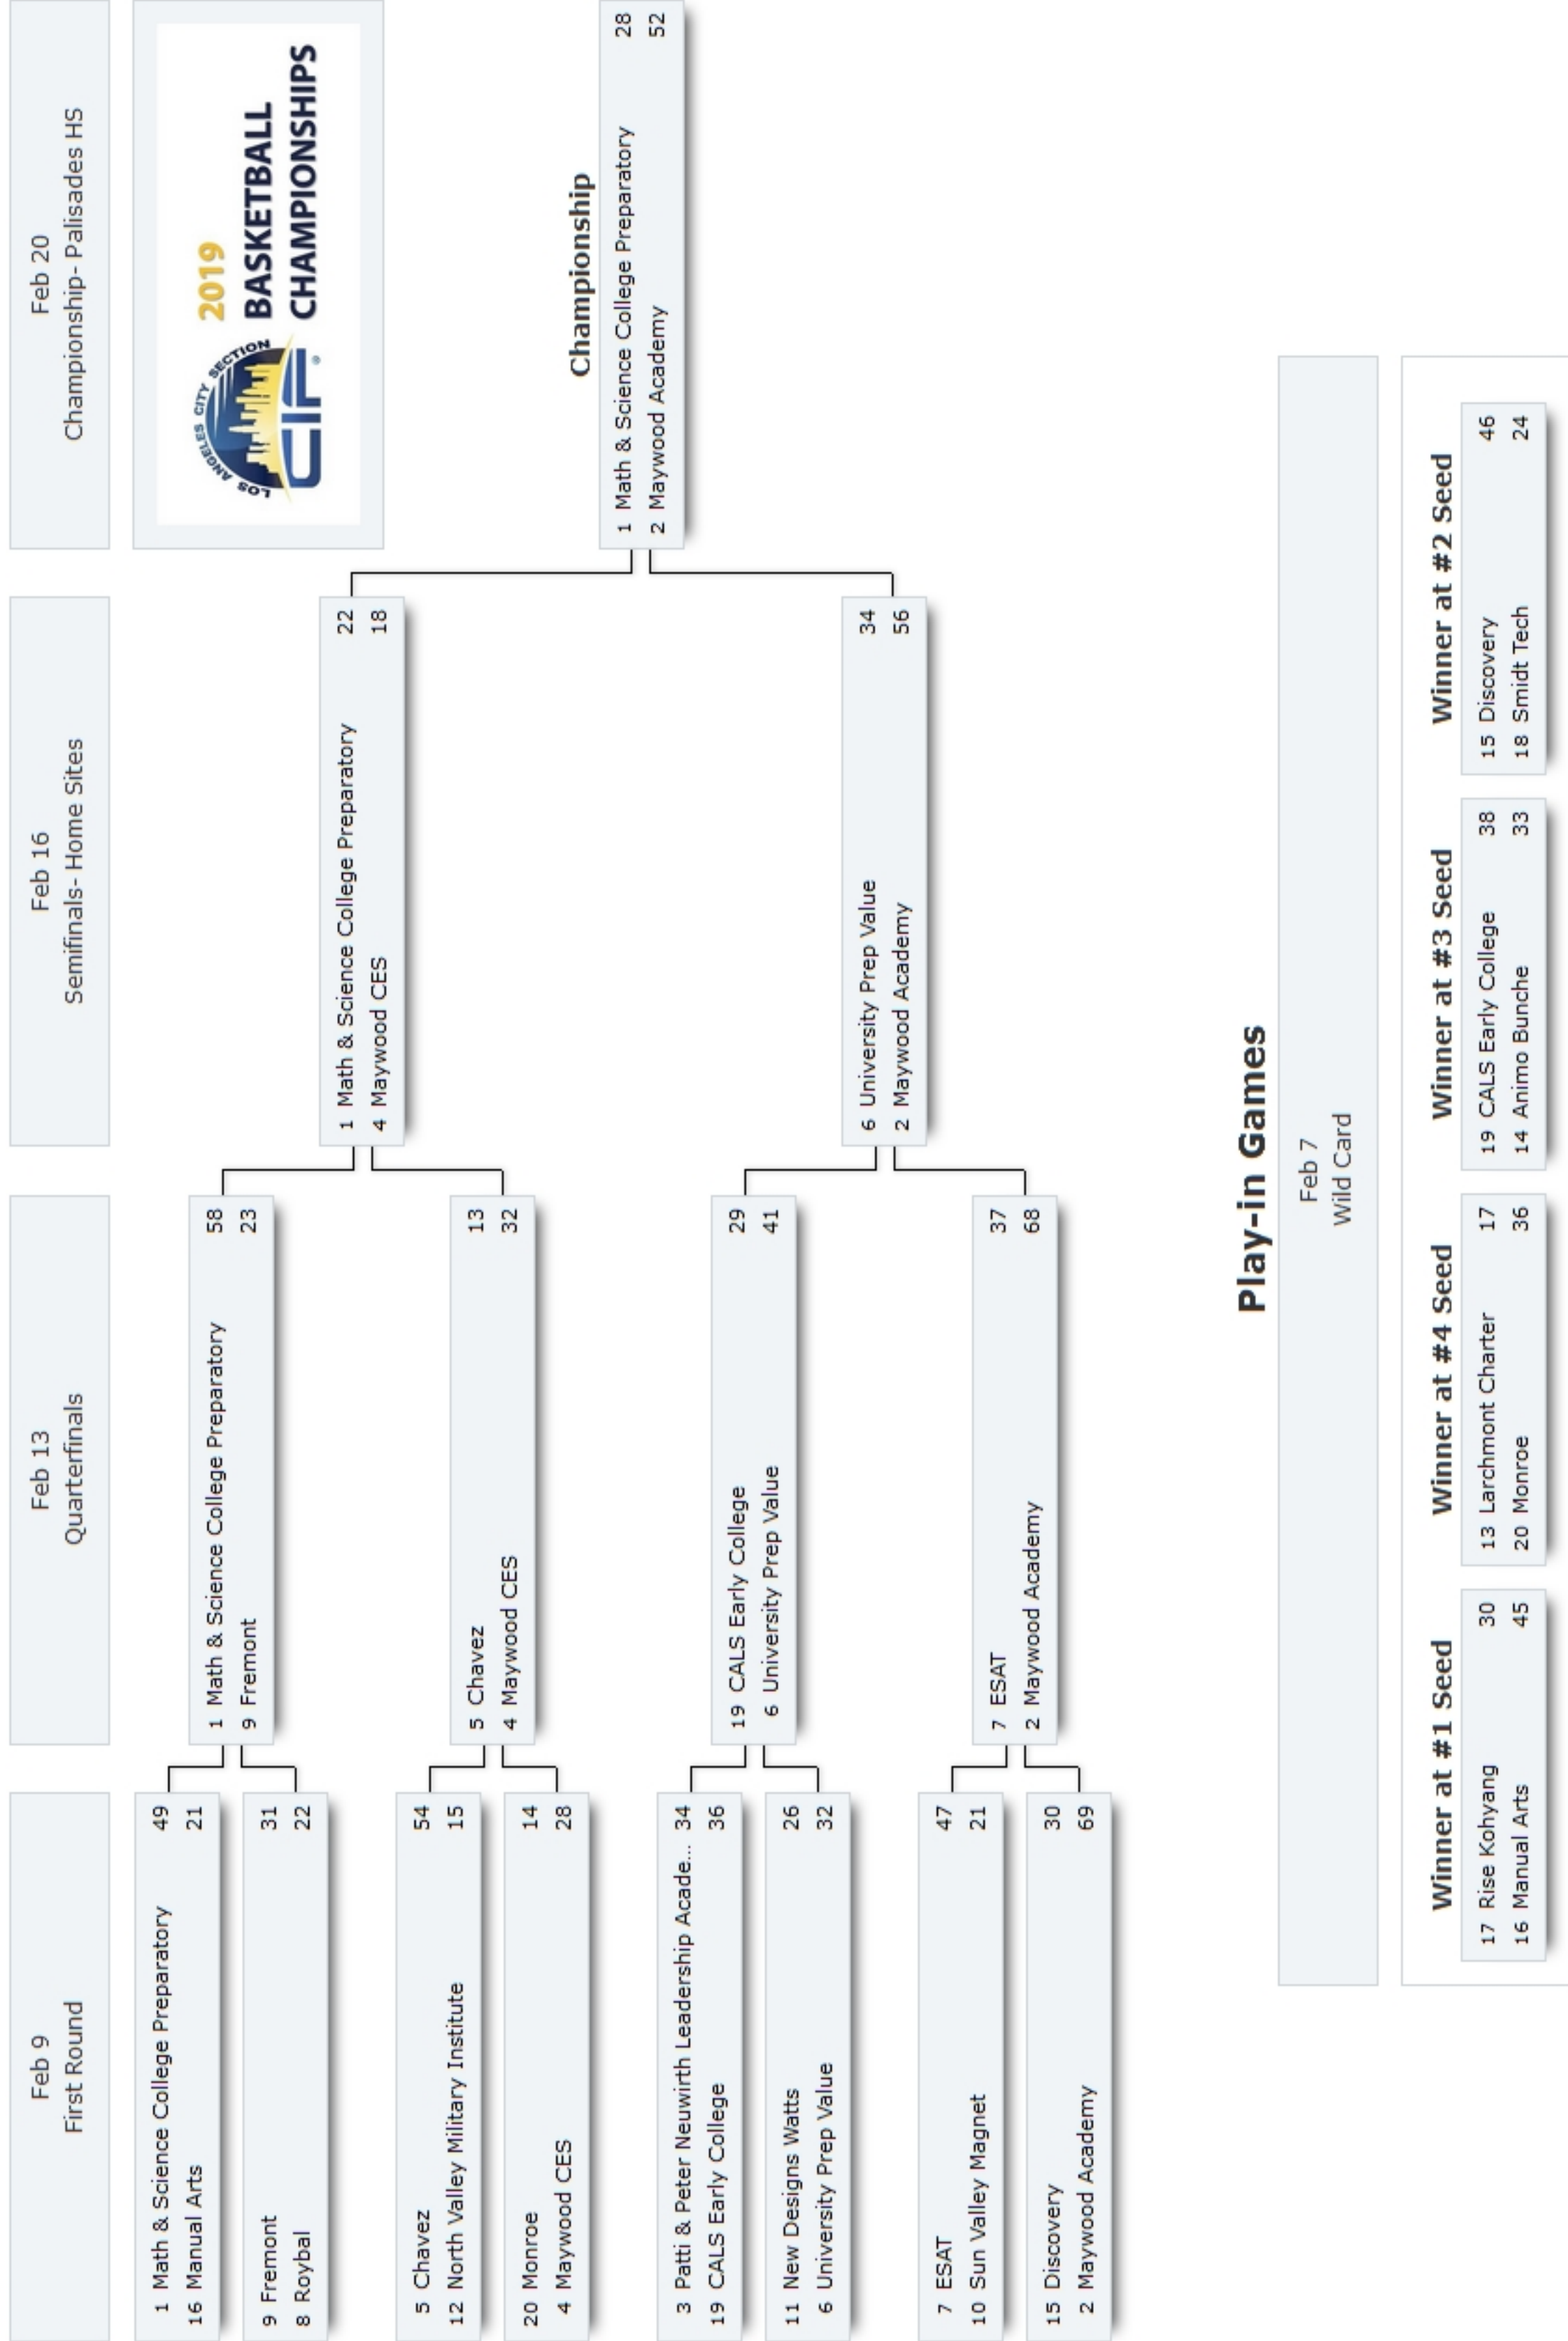 Feb 9
First Round
Feb 13
Quarterfinals
Feb 16
Semifinals- Home Sites
Feb 20
Championship- Palisades HS
LOS ANGELES CITY SECTION
CIF®
2019
BASKETBALL
CHAMPIONSHIPS
1 Math & Science College Preparatory 49
16 Manual Arts 21
9 Fremont 31
8 Roybal 22
5 Chavez 54
12 North Valley Military Institute 15
20 Monroe 14
4 Maywood CES 28
3 Patti & Peter Neuwirth Leadership Acade... 34
19 CALS Early College 36
11 New Designs Watts 26
6 University Prep Value 32
7 ESAT 47
10 Sun Valley Magnet 21
15 Discovery 30
2 Maywood Academy 69
1 Math & Science College Preparatory 58
9 Fremont 23
5 Chavez 13
4 Maywood CES 32
19 CALS Early College 29
6 University Prep Value 41
7 ESAT 37
2 Maywood Academy 68
1 Math & Science College Preparatory 22
4 Maywood CES 18
6 University Prep Value 34
2 Maywood Academy 56
Championship
1 Math & Science College Preparatory 28
2 Maywood Academy 52
Play-in Games
Feb 7
Wild Card
Winner at #1 Seed
17 Rise Kohyang 30
16 Manual Arts 45
Winner at #4 Seed
13 Larchmont Charter 17
20 Monroe 36
Winner at #3 Seed
19 CALS Early College 38
14 Animo Bunche 33
Winner at #2 Seed
15 Discovery 46
18 Smidt Tech 24